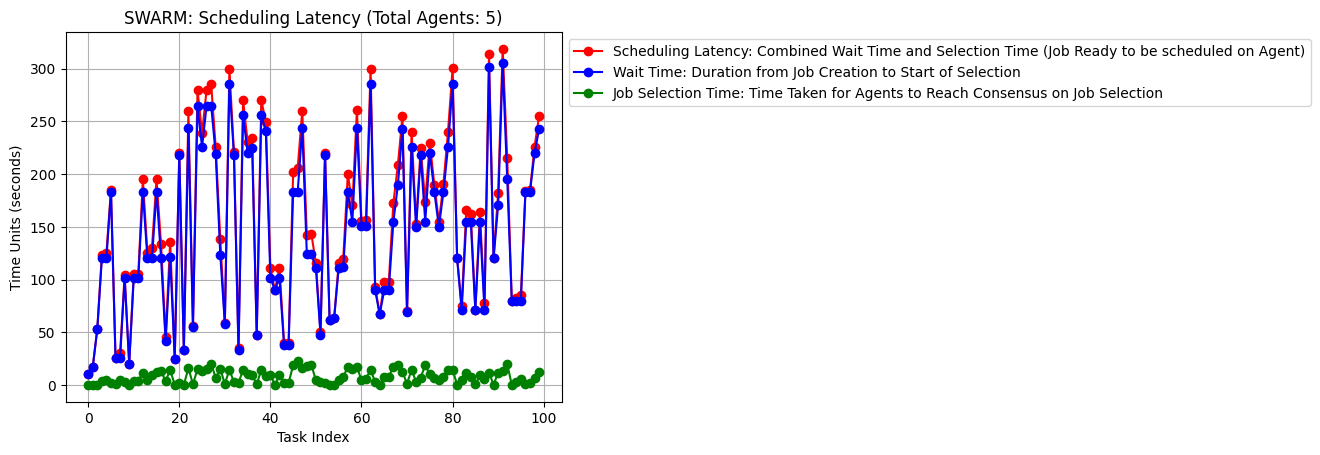 SWARM: Scheduling Latency (Total Agents: 5)
Scheduling Latency: Combined Wait Time and Selection Time (Job Ready to be scheduled on Agent)
Wait Time: Duration from Job Creation to Start of Selection
Job Selection Time: Time Taken for Agents to Reach Consensus on Job Selection
Time Units (seconds)
300
250
200
150
100
50
0
0 20 40 60 80 100
Task Index